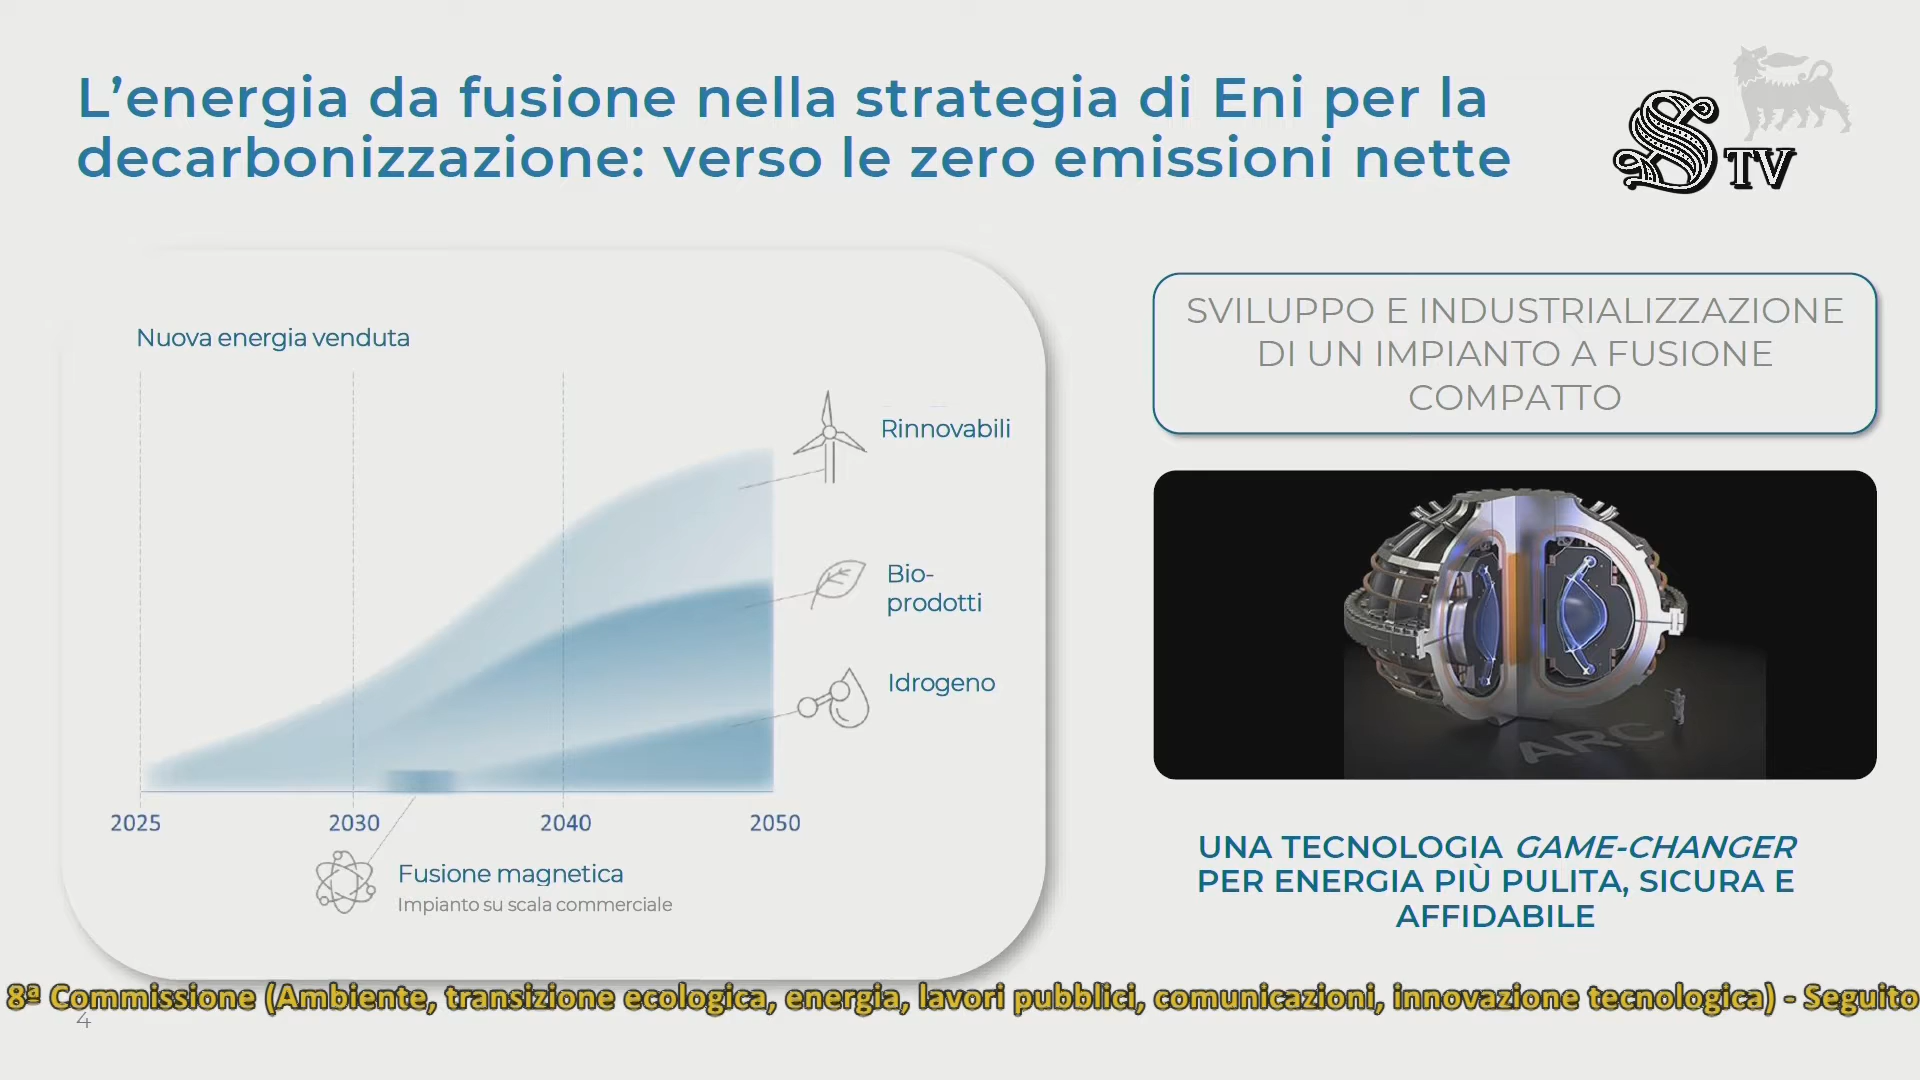 L'energia da fusione nella strategia di Eni per la
decarbonizzazione: verso le zero emissioni nette
S TV
Nuova energia venduta
Rinnovabili
Bio-
prodotti
Idrogeno
2025
2030
2040
2050
Fusione magnetica
Impianto su scala commerciale
SVILUPPO E INDUSTRIALIZZAZIONE
DI UN IMPIANTO A FUSIONE
COMPATTO
ARC
UNA TECNOLOGIA GAME-CHANGER
PER ENERGIA PIÙ PULITA, SICURA E
AFFIDABILE
8ª Commissione (Ambiente, transizione ecologica, energia, lavori pubblici, comunicazioni, innovazione tecnologica) - Seguito
4